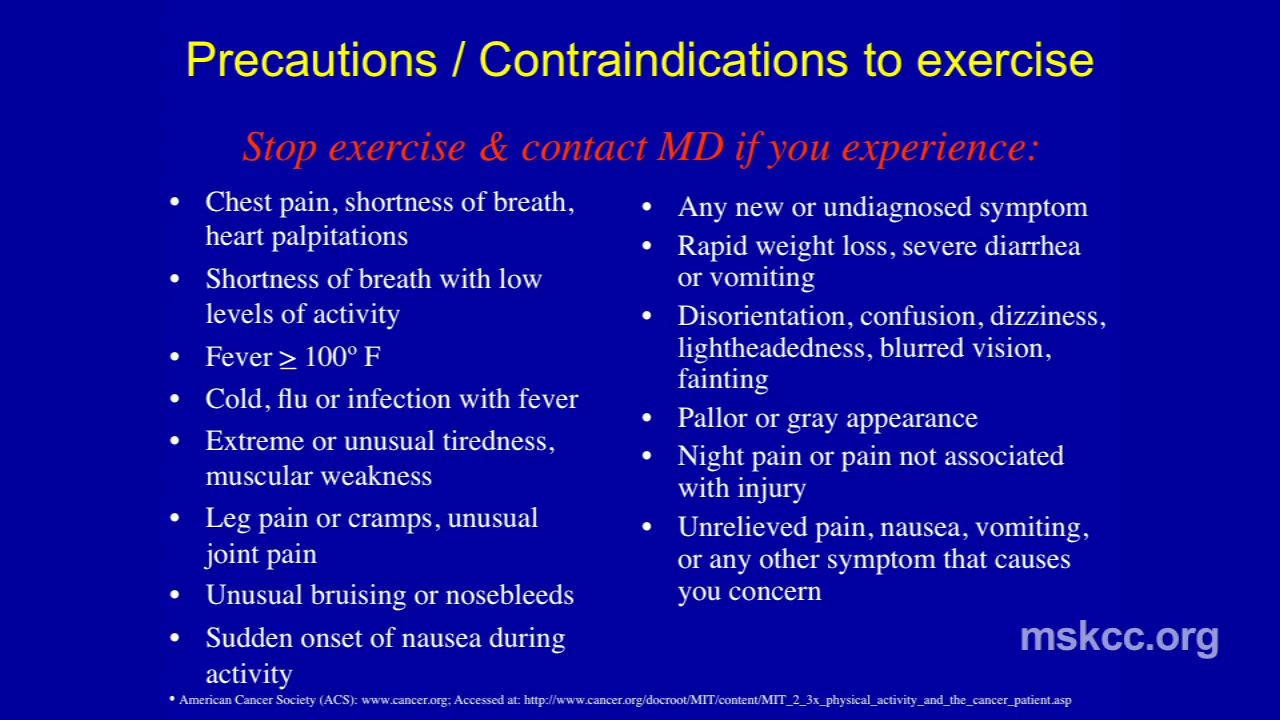 Precautions / Contraindications to exercise
Stop exercise & contact MD if you experience:
• Chest pain, shortness of breath,
heart palpitations
• Shortness of breath with low
levels of activity
• Fever ≥ 100º F
• Cold, flu or infection with fever
• Extreme or unusual tiredness,
muscular weakness
• Leg pain or cramps, unusual
joint pain
• Unusual bruising or nosebleeds
• Sudden onset of nausea during
activity
• Any new or undiagnosed symptom
• Rapid weight loss, severe diarrhea
or vomiting
• Disorientation, confusion, dizziness,
lightheadedness, blurred vision,
fainting
• Pallor or gray appearance
• Night pain or pain not associated
with injury
• Unrelieved pain, nausea, vomiting,
or any other symptom that causes
you concern
mskcc.org
• American Cancer Society (ACS): www.cancer.org; Accessed at: http://www.cancer.org/docroot/MIT/content/MIT_2_3x_physical_activity_and_the_cancer_patient.asp